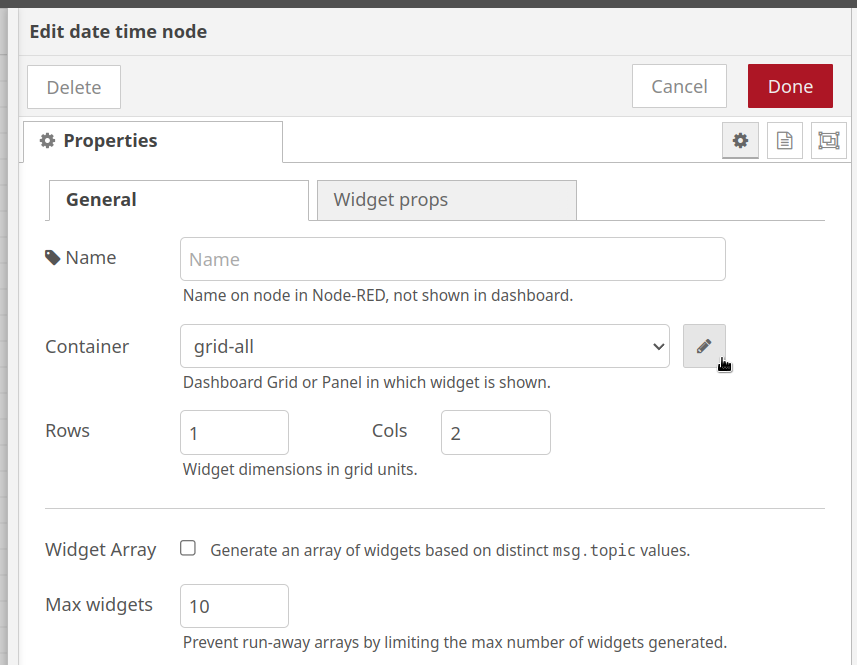 Edit date time node
Delete
Cancel
Done
Properties
General
Widget props
Name
Name
Name on node in Node-RED, not shown in dashboard.
Container
grid-all
Dashboard Grid or Panel in which widget is shown.
Rows
1
Cols
2
Widget dimensions in grid units.
Widget Array
Generate an array of widgets based on distinct msg.topic values.
Max widgets
10
Prevent run-away arrays by limiting the max number of widgets generated.